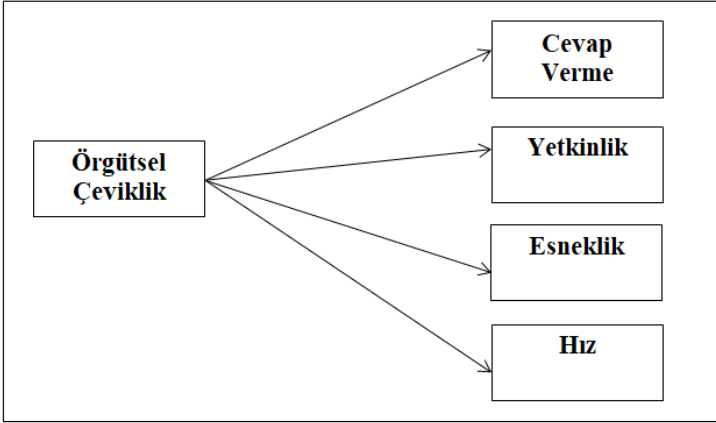 Örgütsel
Çeviklik
Cevap
Verme
Yetkinlik
Esneklik
Hız